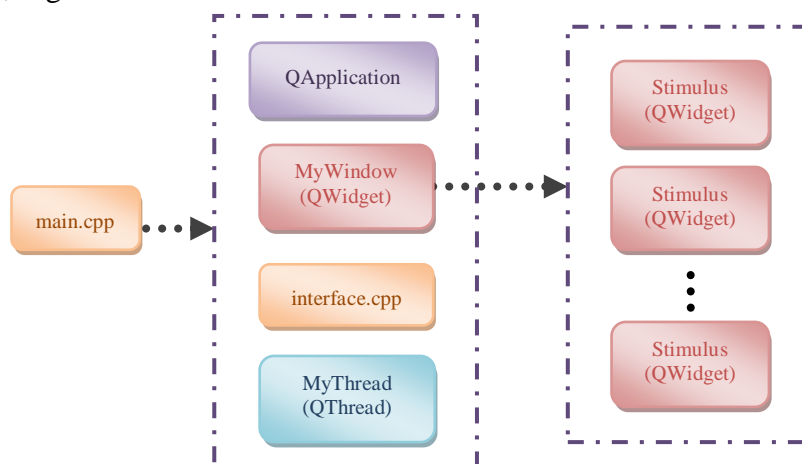 main.cpp
QApplication
MyWindow
(QWidget)
interface.cpp
MyThread
(QThread)
Stimulus
(QWidget)
Stimulus
(QWidget)
Stimulus
(QWidget)